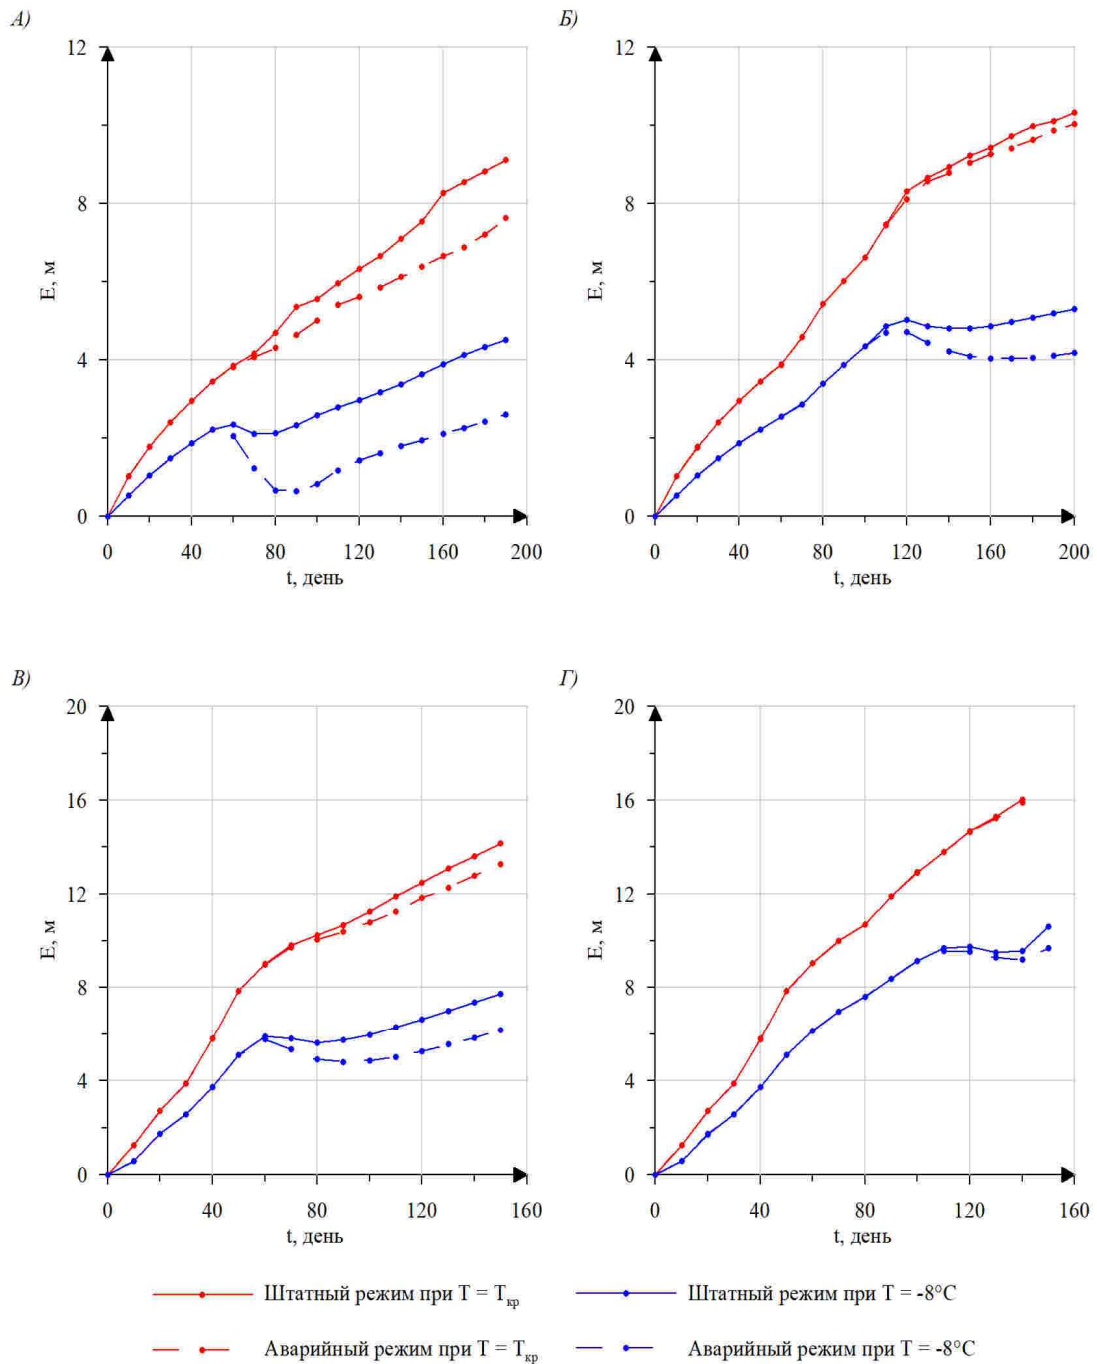 А)
Б)
12
8
4
0
E, м
0 40 80 120 160 200
t, день
12
8
4
0
E, м
0 40 80 120 160 200
t, день
В)
Г)
20
16
12
8
4
0
E, м
0 40 80 120 160
t, день
20
16
12
8
4
0
E, м
0 40 80 120 160
t, день
Штатный режим при T = Tкр
Штатный режим при T = -8°C
Аварийный режим при T = Tкр
Аварийный режим при T = -8°C